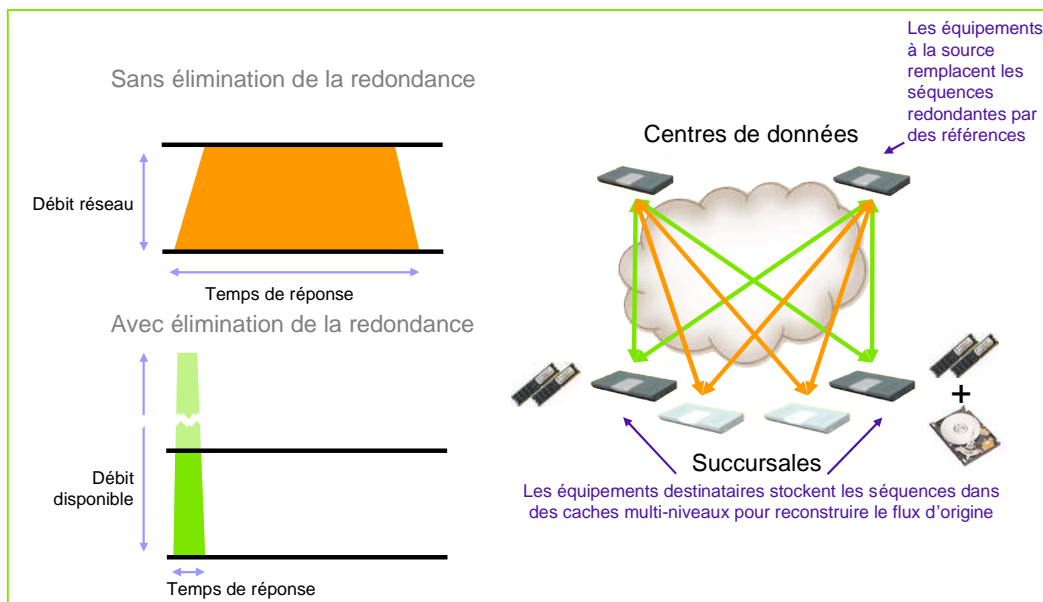 Sans élimination de la redondance
Débit réseau
Temps de réponse
Avec élimination de la redondance
Débit
disponible
Temps de réponse
Les équipements
à la source
remplacent les
séquences
redondantes par
des références
Centres de données
+
Succursales
Les équipements destinataires stockent les séquences dans
des caches multi-niveaux pour reconstruire le flux d’origine